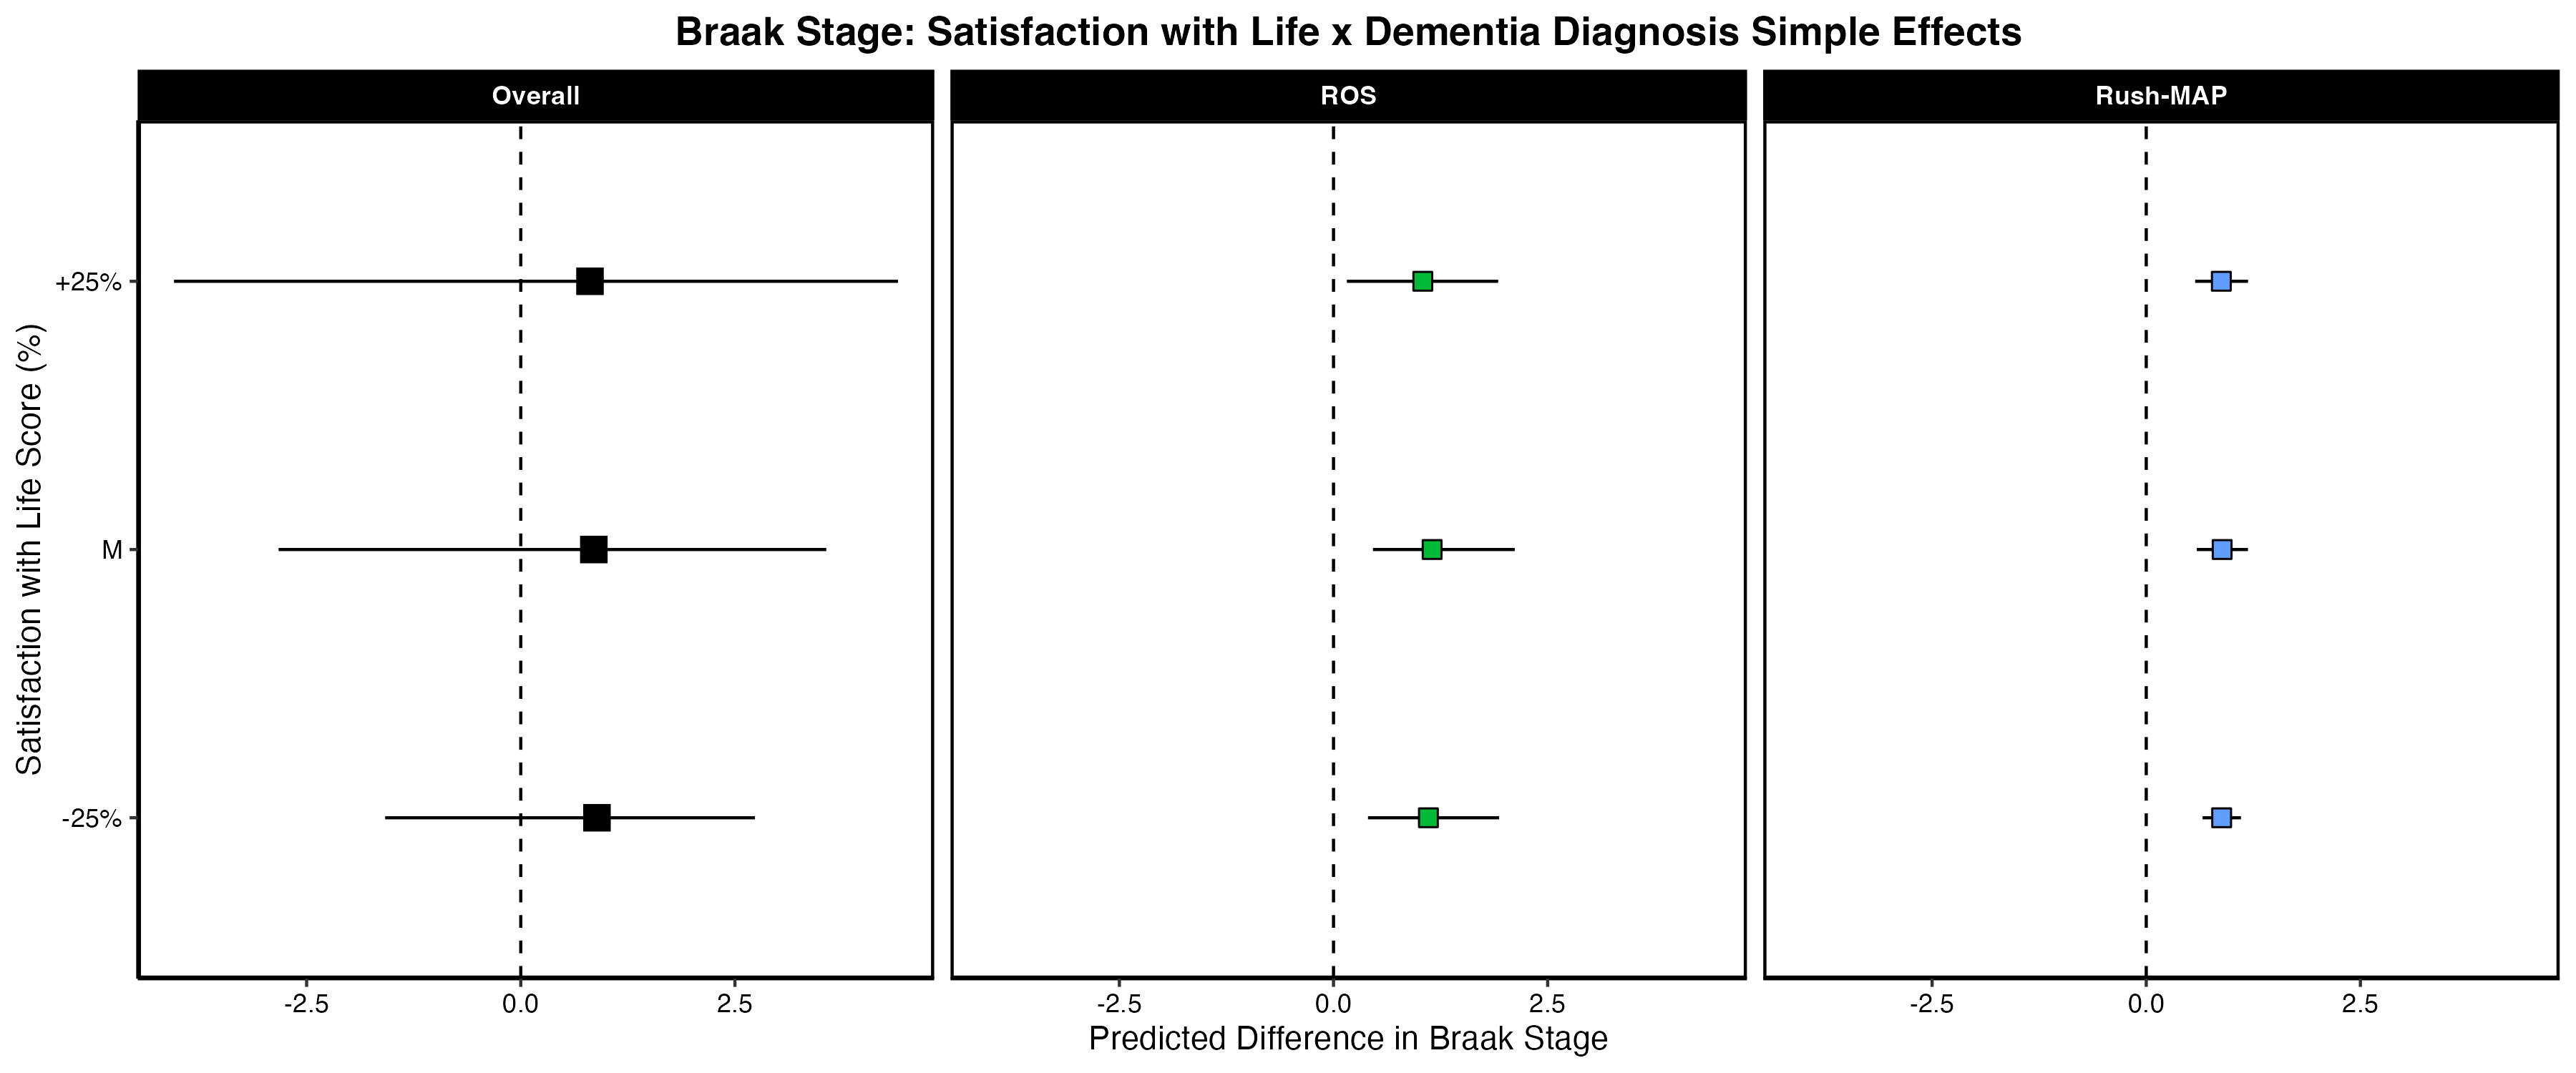 Braak Stage: Satisfaction with Life x Dementia Diagnosis Simple Effects
Overall
ROS
Rush-MAP
Satisfaction with Life Score (%)
+25%
M
-25%
-2.5 0.0 2.5
-2.5 0.0 2.5
-2.5 0.0 2.5
Predicted Difference in Braak Stage